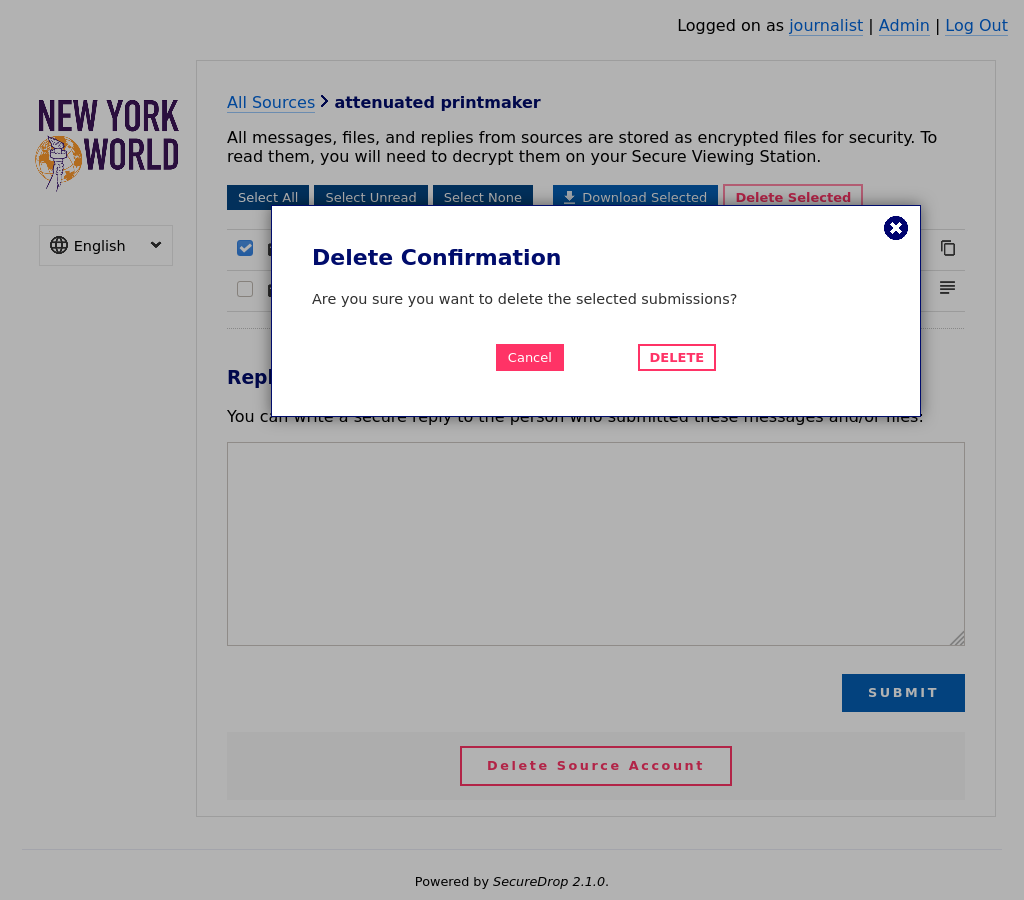 Logged on as journalist | Admin | Log Out
NEW YORK
WORLD
English
All Sources > attenuated printmaker
All messages, files, and replies from sources are stored as encrypted files for security. To
read them, you will need to decrypt them on your Secure Viewing Station.
Select All Select Unread Select None Download Selected Delete Selected
Delete Confirmation
Are you sure you want to delete the selected submissions?
Cancel DELETE
You can write a secure reply to the person who submitted these messages and/or files:
SUBMIT
Delete Source Account
Powered by SecureDrop 2.1.0.